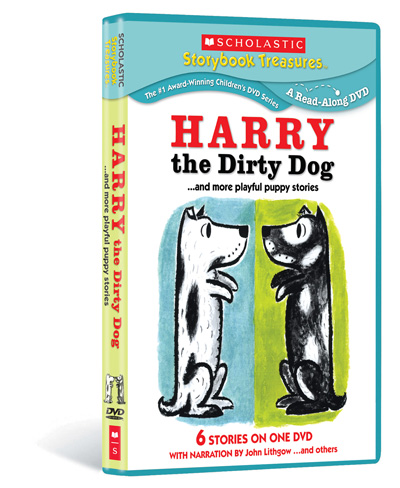 SCHOLASTIC
Storybook Treasures™
The #1 Award-Winning Children's DVD Series
A Read-Along DVD
HARRY
the Dirty Dog
...and more playful puppy stories
6 STORIES ON ONE DVD
WITH NARRATION BY John Lithgow ...and others
SCHOLASTIC
Storybook
Treasures
HARRY the Dirty Dog
...and more playful puppy stories
DVD
S